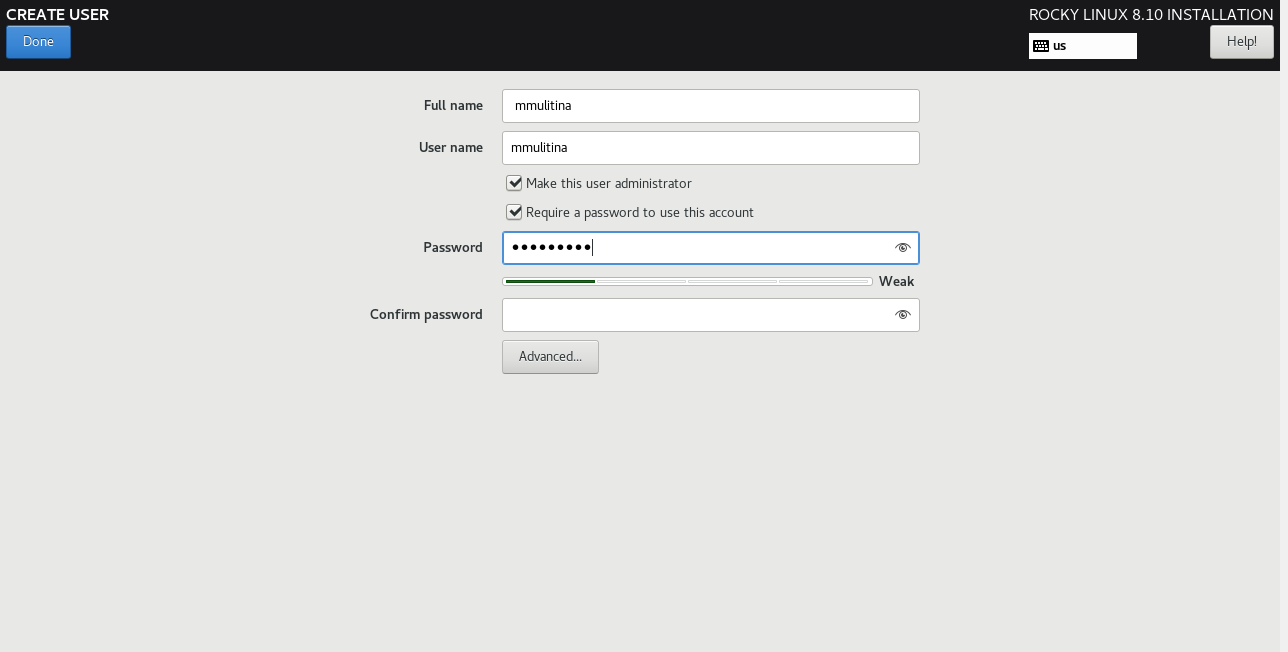 CREATE USER
ROCKY LINUX 8.10 INSTALLATION
Done
us
Help!
Full name
mmulitina
User name
mmulitina
Make this user administrator
Require a password to use this account
Password
●●●●●●●●●
Weak
Confirm password
Advanced...